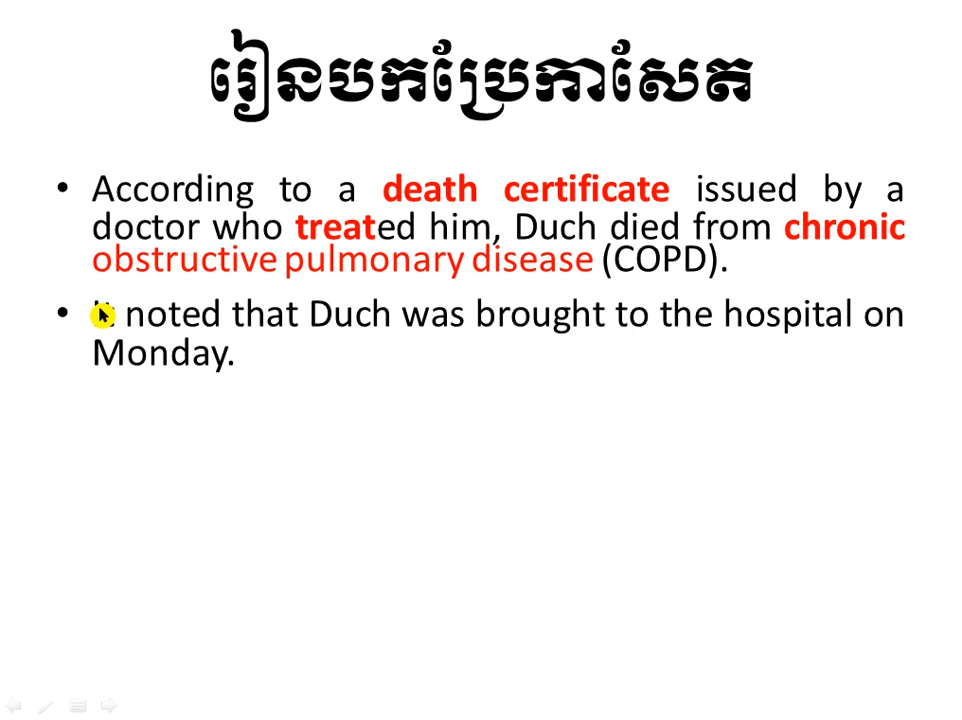 រៀនបកប្រែកាសែត
• According to a death certificate issued by a
doctor who treated him, Duch died from chronic
obstructive pulmonary disease (COPD).
• It noted that Duch was brought to the hospital on
Monday.